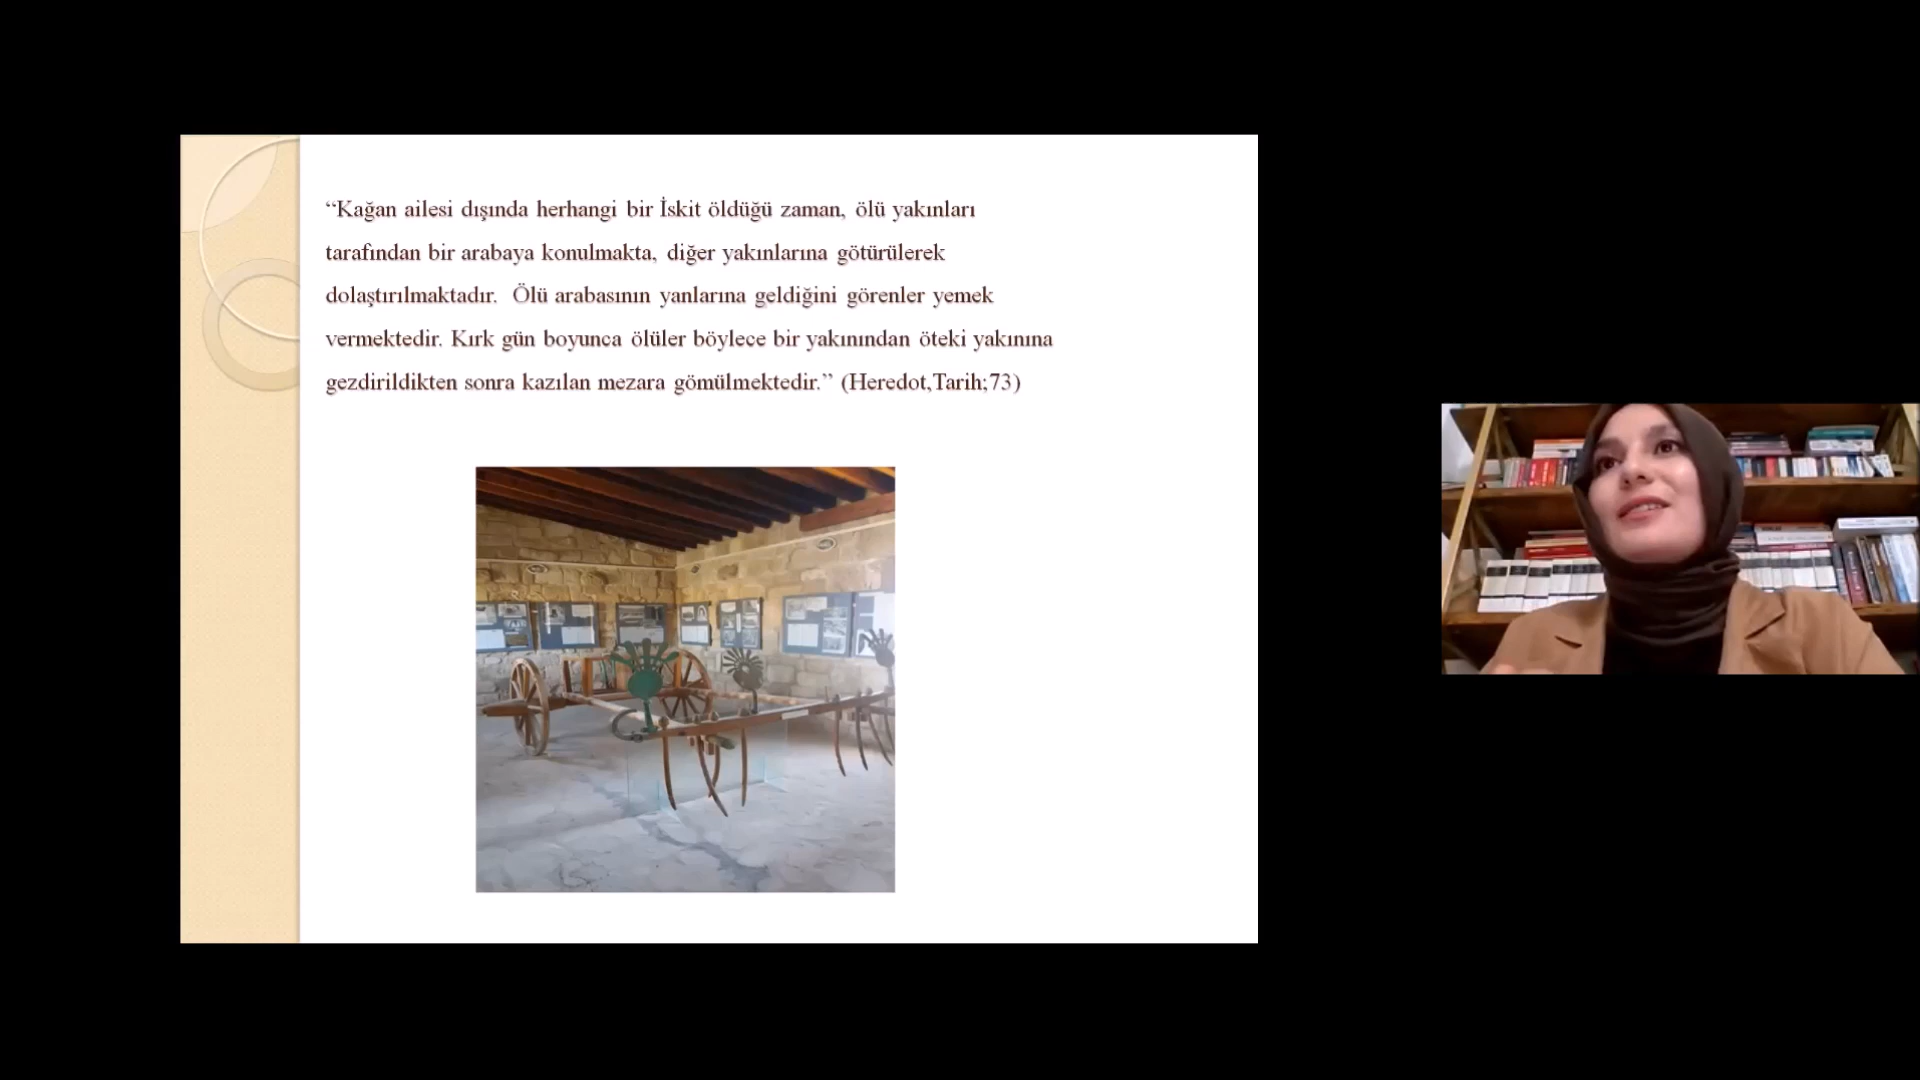 “Kağan ailesi dışında herhangi bir İskit öldüğü zaman, ölü yakınları
tarafından bir arabaya konulmakta, diğer yakınlarına götürülerek
dolaştırılmaktadır. Ölü arabasının yanlarına geldiğini görenler yemek
vermektedir. Kırk gün boyunca ölüler böylece bir yakınından öteki yakınına
gezdirildikten sonra kazılan mezara gömülmektedir.” (Heredot,Tarih;73)